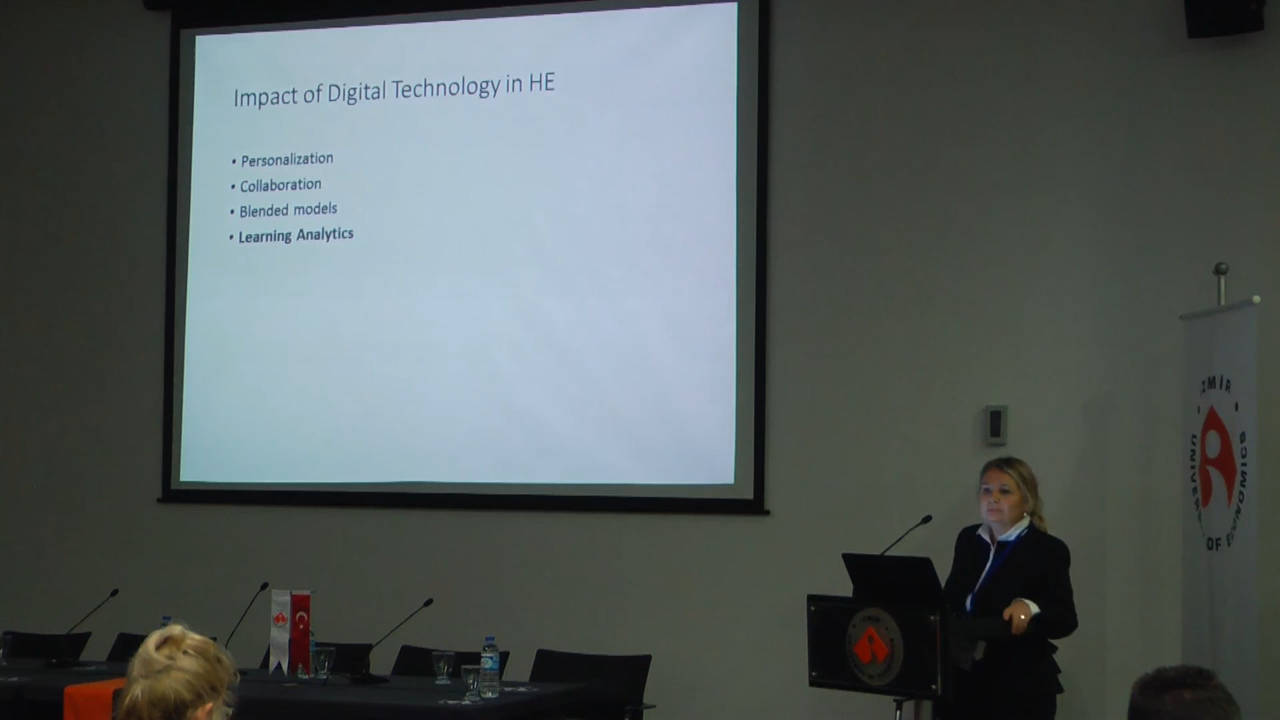 Impact of Digital Technology in HE
• Personalization
• Collaboration
• Blended models
• Learning Analytics
İZMİR
UNIVERSITY
OF ECONOMICS